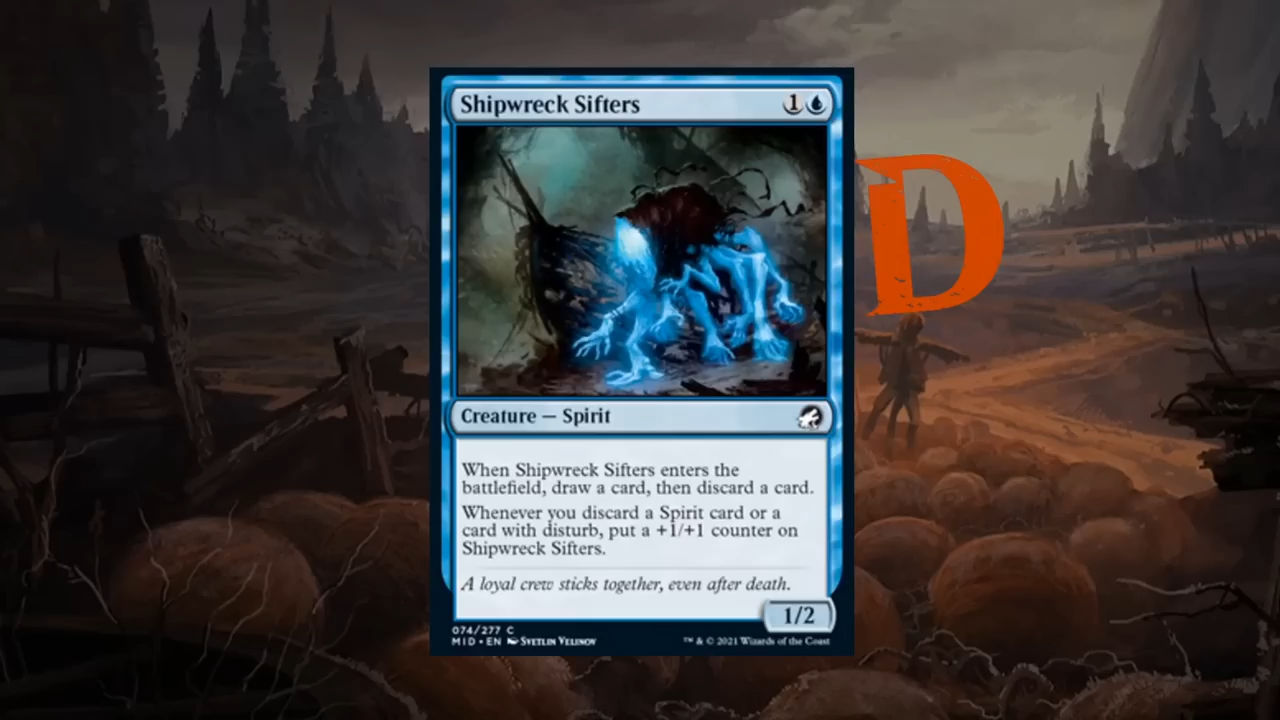 Shipwreck Sifters 1
D
Creature — Spirit
When Shipwreck Sifters enters the
battlefield, draw a card, then discard a card.
Whenever you discard a Spirit card or a
card with disturb, put a +1/+1 counter on
Shipwreck Sifters.
A loyal crew sticks together, even after death.
1/2
074/277 C
MID • EN Svetlin Velinov
™ & © 2021 Wizards of the Coast